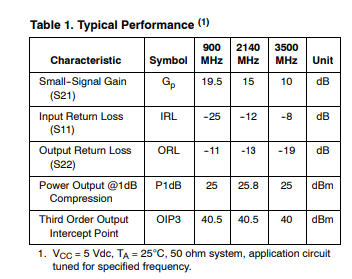 Table 1. Typical Performance (1)
Characteristic Symbol 900 MHz 2140 MHz 3500 MHz Unit
Small-Signal Gain (S21) Gp 19.5 15 10 dB
Input Return Loss (S11) IRL -25 -12 -8 dB
Output Return Loss (S22) ORL -11 -13 -19 dB
Power Output @1dB Compression P1dB 25 25.8 25 dBm
Third Order Output Intercept Point OIP3 40.5 40.5 40 dBm
1. VCC = 5 Vdc, TA = 25°C, 50 ohm system, application circuit
tuned for specified frequency.